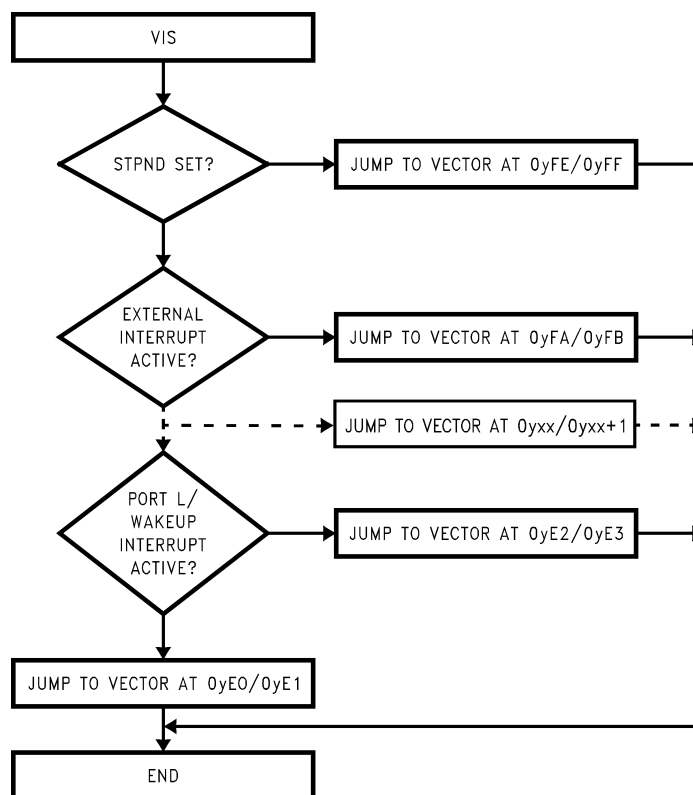 VIS
STPND SET?
JUMP TO VECTOR AT 0yFE/0yFF
EXTERNAL
INTERRUPT
ACTIVE?
JUMP TO VECTOR AT 0yFA/0yFB
JUMP TO VECTOR AT 0yxx/0yxx+1
PORT L/
WAKEUP
INTERRUPT
ACTIVE?
JUMP TO VECTOR AT 0yE2/0yE3
JUMP TO VECTOR AT 0yE0/0yE1
END